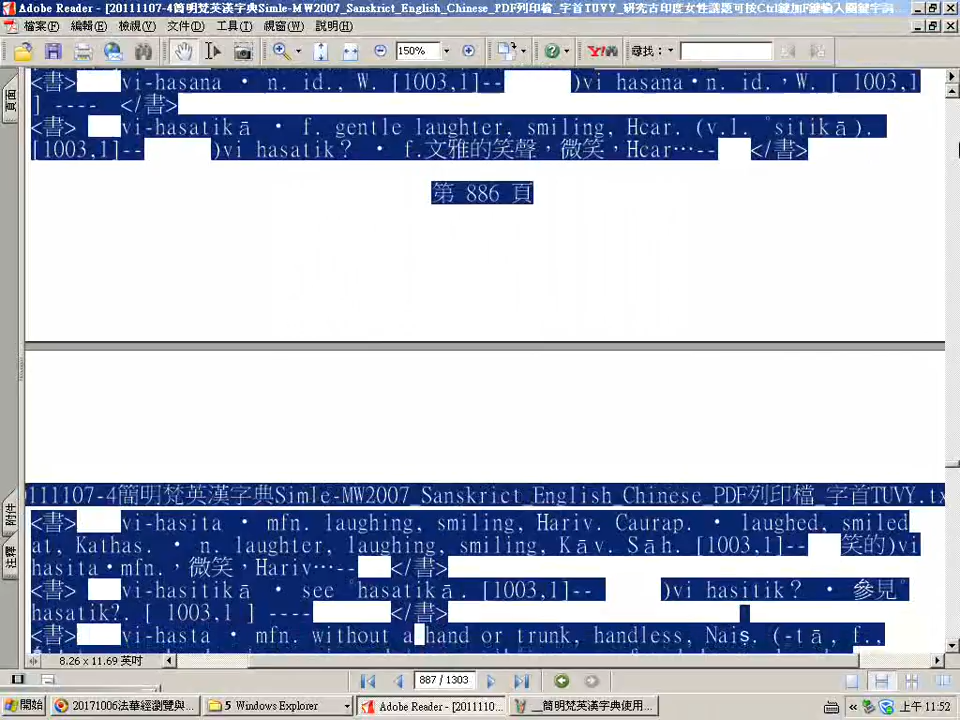 Adobe Reader - [20111107-4簡明梵英漢字典Simle-MW2007_Sanskrict_English_Chinese_PDF列印檔_字首TUVY_研究古印度女性議題可按Ctrl鍵加F鍵輸入關鍵字詞...
檔案(F) 編輯(E) 檢視(V) 文件(D) 工具(T) 視窗(W) 說明(H)
150% 尋找：
頁面
<書> vi-hasana • n. id., W. [1003,1]-- )vi hasana•n. id.，W. [ 1003,1
] ---- </書>
<書> vi-hasatikā • f. gentle laughter, smiling, Hcar. (v.l. °sitikā).
[1003,1]-- )vi hasatik？ • f.文雅的笑聲，微笑，Hcar…-- </書>
第 886 頁
附件
注釋
)111107-4簡明梵英漢字典Simle-MW2007_Sanskrict_English_Chinese_PDF列印檔_字首TUVY.tx
<書> vi-hasita • mfn. laughing, smiling, Hariv. Caurap. • laughed, smiled
at, Kathas. • n. laughter, laughing, smiling, Kāv. Sāh. [1003,1]-- 笑的)vi
hasita•mfn.，微笑，Hariv…-- </書>
<書> vi-hasitikā • see °hasatikā. [1003,1]-- )vi hasitik？ • 參見°
hasatik?. [ 1003,1 ] ---- </書>
<書> vi-hasta • mfn. without a hand or trunk, handless, Naiṣ. (-tā, f.,
8.26 x 11.69 英吋
887 / 1303
開始 20171006法華經瀏覽與... 5 Windows Explorer Adobe Reader - [201110... __簡明梵英漢字典使用... 上午 11:52